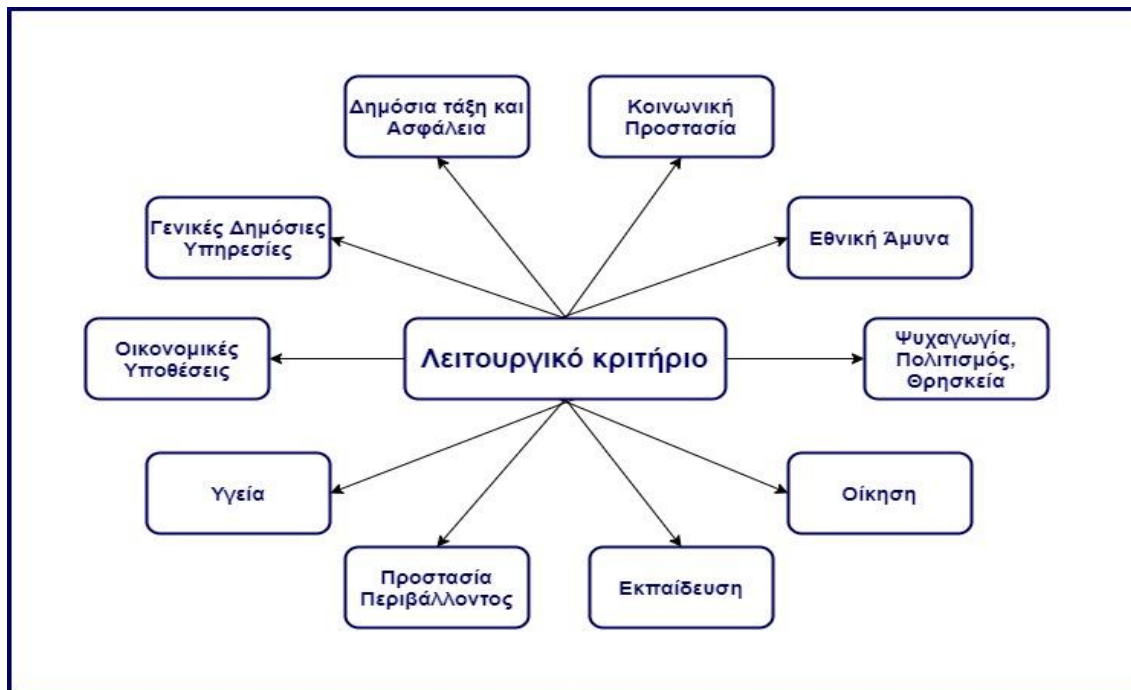 Δημόσια τάξη και
Ασφάλεια
Κοινωνική
Προστασία
Γενικές Δημόσιες
Υπηρεσίες
Εθνική Άμυνα
Οικονομικές
Υποθέσεις
Λειτουργικό κριτήριο
Ψυχαγωγία,
Πολιτισμός,
Θρησκεία
Υγεία
Οίκηση
Προστασία
Περιβάλλοντος
Εκπαίδευση